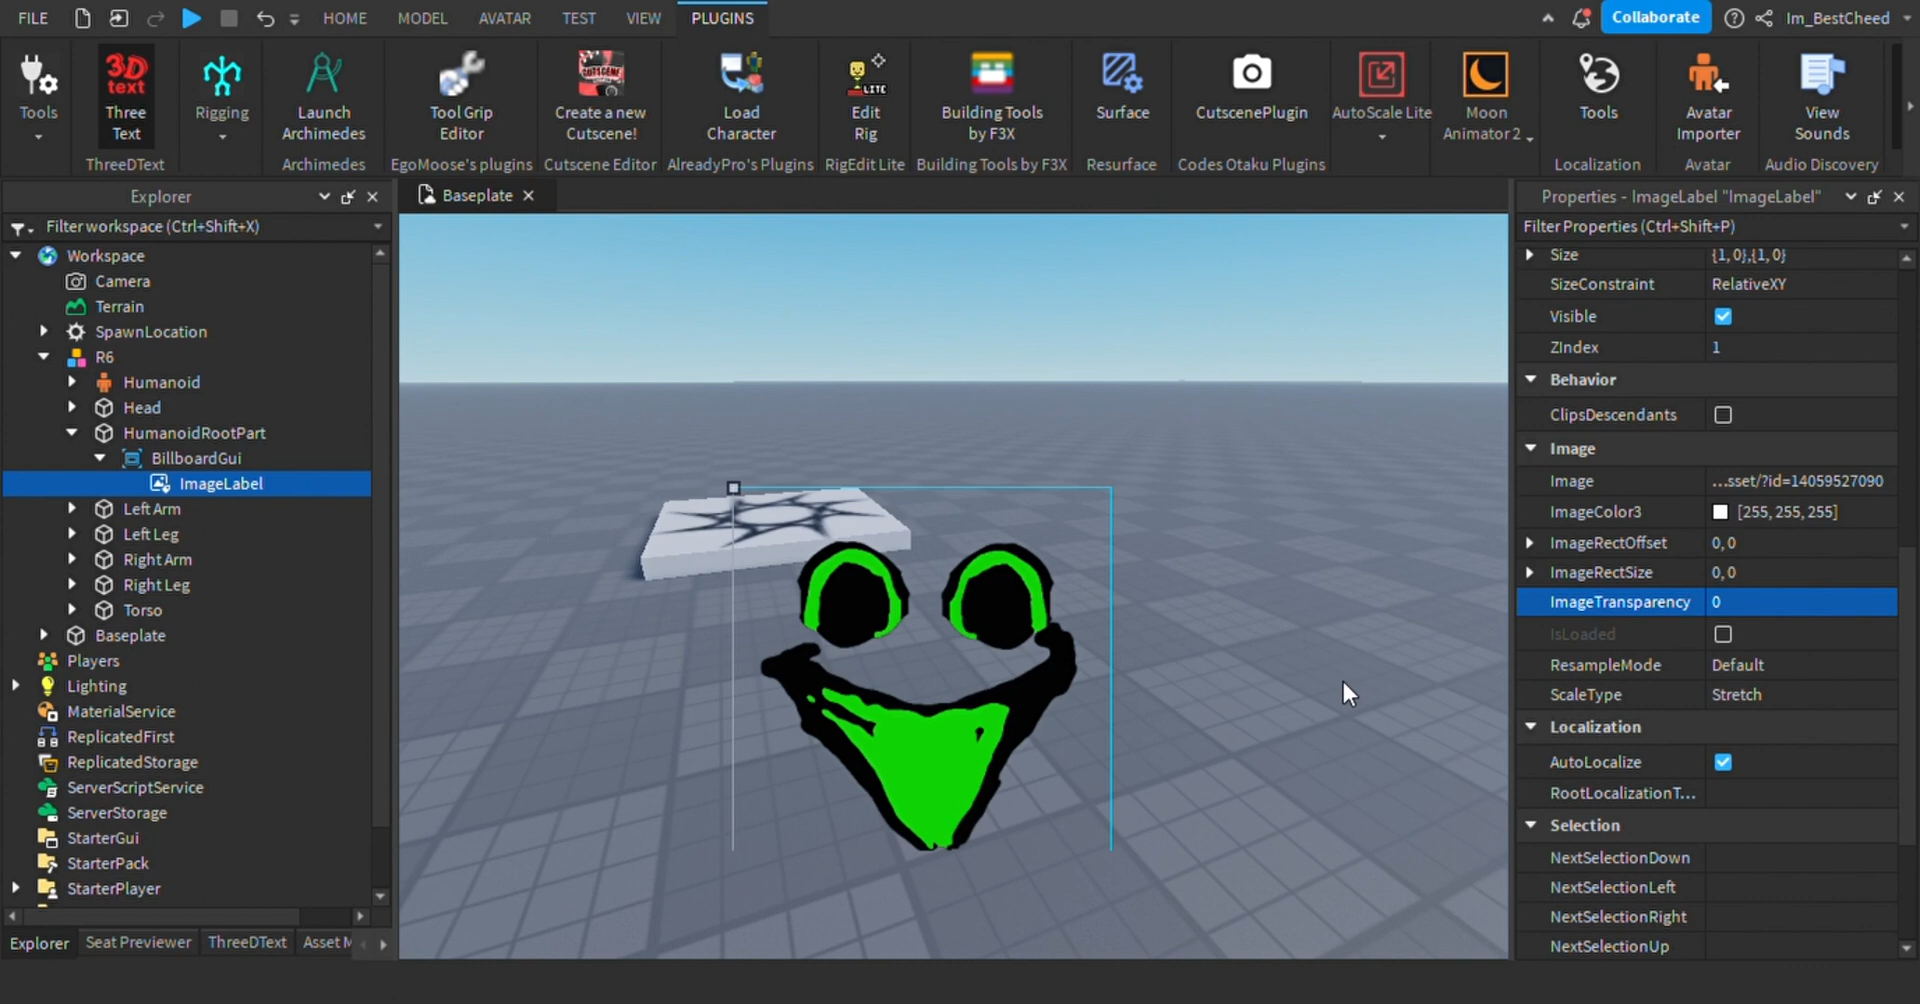 FILE
HOME
MODEL
AVATAR
TEST
VIEW
PLUGINS
Collaborate
Im_BestCheed
Tools
3D
text
Three
Text
ThreeDText
Rigging
Launch
Archimedes
Archimedes
Tool Grip
Editor
EgoMoose's plugins
CUTSCENE
Create a new
Cutscene!
Cutscene Editor
Load
Character
AlreadyPro's Plugins
LITE
Edit
Rig
RigEdit Lite
Building Tools
by F3X
Building Tools by F3X
Surface
Resurface
CutscenePlugin
Codes Otaku Plugins
AutoScale Lite
Moon
Animator 2
Tools
Localization
Avatar
Importer
Avatar
View
Sounds
Audio Discovery
Explorer
Filter workspace (Ctrl+Shift+X)
Workspace
Camera
Terrain
SpawnLocation
R6
Humanoid
Head
HumanoidRootPart
BillboardGui
ImageLabel
Left Arm
Left Leg
Right Arm
Right Leg
Torso
Baseplate
Players
Lighting
MaterialService
ReplicatedFirst
ReplicatedStorage
ServerScriptService
ServerStorage
StarterGui
StarterPack
StarterPlayer
Explorer
Seat Previewer
ThreeDText
Asset M
Baseplate
Properties - ImageLabel "ImageLabel"
Filter Properties (Ctrl+Shift+P)
Size {1, 0},{1, 0}
SizeConstraint RelativeXY
Visible
ZIndex 1
Behavior
ClipsDescendants
Image
Image ...sset/?id=14059527090
ImageColor3 [255, 255, 255]
ImageRectOffset 0, 0
ImageRectSize 0, 0
ImageTransparency 0
IsLoaded
ResampleMode Default
ScaleType Stretch
Localization
AutoLocalize
RootLocalizationT...
Selection
NextSelectionDown
NextSelectionLeft
NextSelectionRight
NextSelectionUp